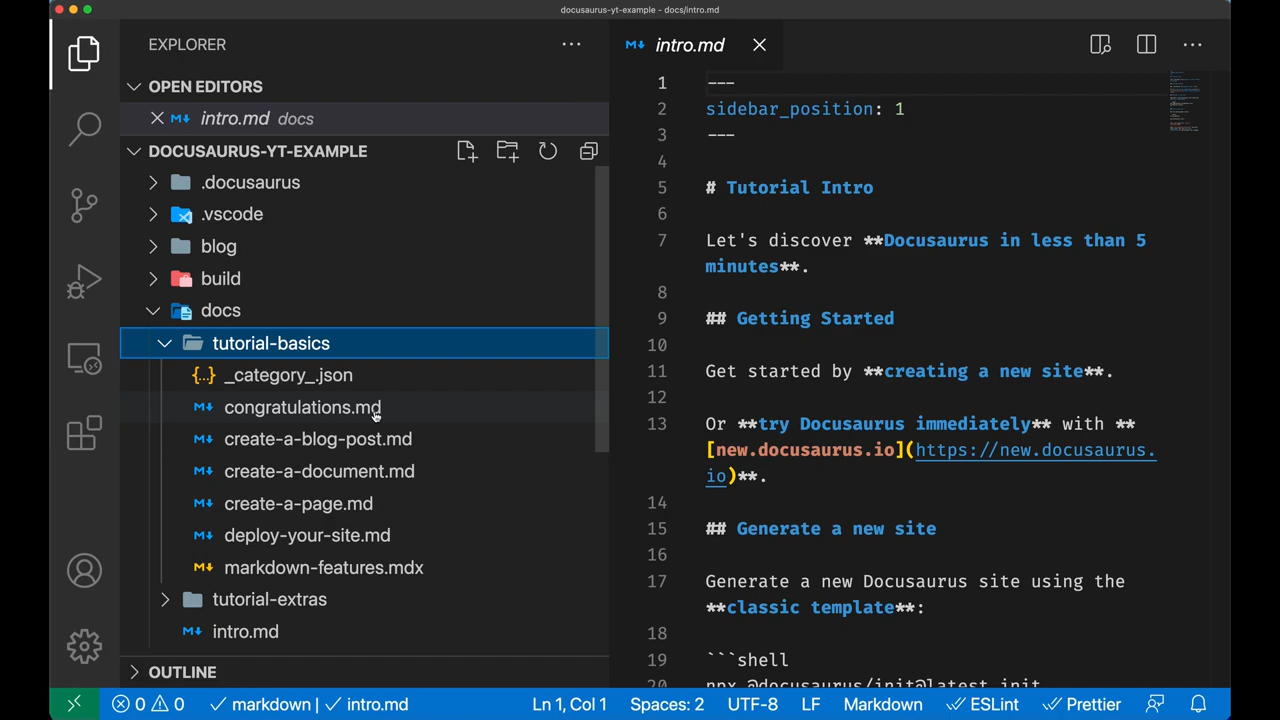 docusaurus-yt-example - docs/intro.md
EXPLORER
OPEN EDITORS
intro.md docs
DOCUSAURUS-YT-EXAMPLE
.docusaurus
.vscode
blog
build
docs
tutorial-basics
{..} _category_.json
congratulations.md
create-a-blog-post.md
create-a-document.md
create-a-page.md
deploy-your-site.md
markdown-features.mdx
tutorial-extras
intro.md
OUTLINE
intro.md
1 ---
2 sidebar_position: 1
3 ---
4
5 # Tutorial Intro
6
7 Let's discover **Docusaurus in less than 5
minutes**.
8
9 ## Getting Started
10
11 Get started by **creating a new site**.
12
13 Or **try Docusaurus immediately** with **
[new.docusaurus.io](https://new.docusaurus.
io)**.
14
15 ## Generate a new site
16
17 Generate a new Docusaurus site using the
**classic template**:
18
19 ```shell
20 npx @docusaurus/init@latest init
0 0 markdown | intro.md Ln 1, Col 1 Spaces: 2 UTF-8 LF Markdown ESLint Prettier